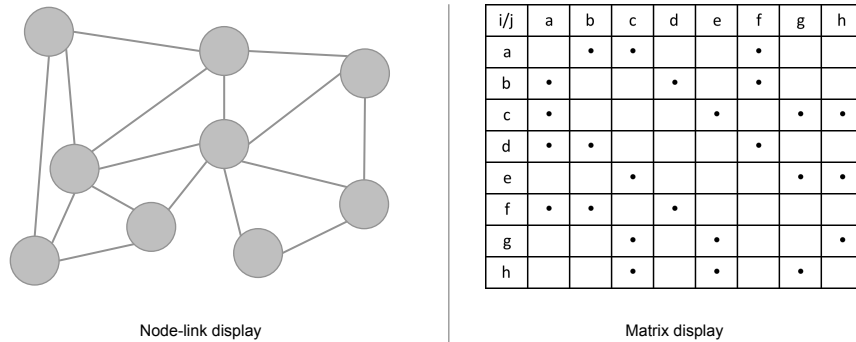 i/j a b c d e f g h
a • • •
b • • •
c • • • •
d • • •
e • • •
f • • •
g • • •
h • • •
Node-link display
Matrix display